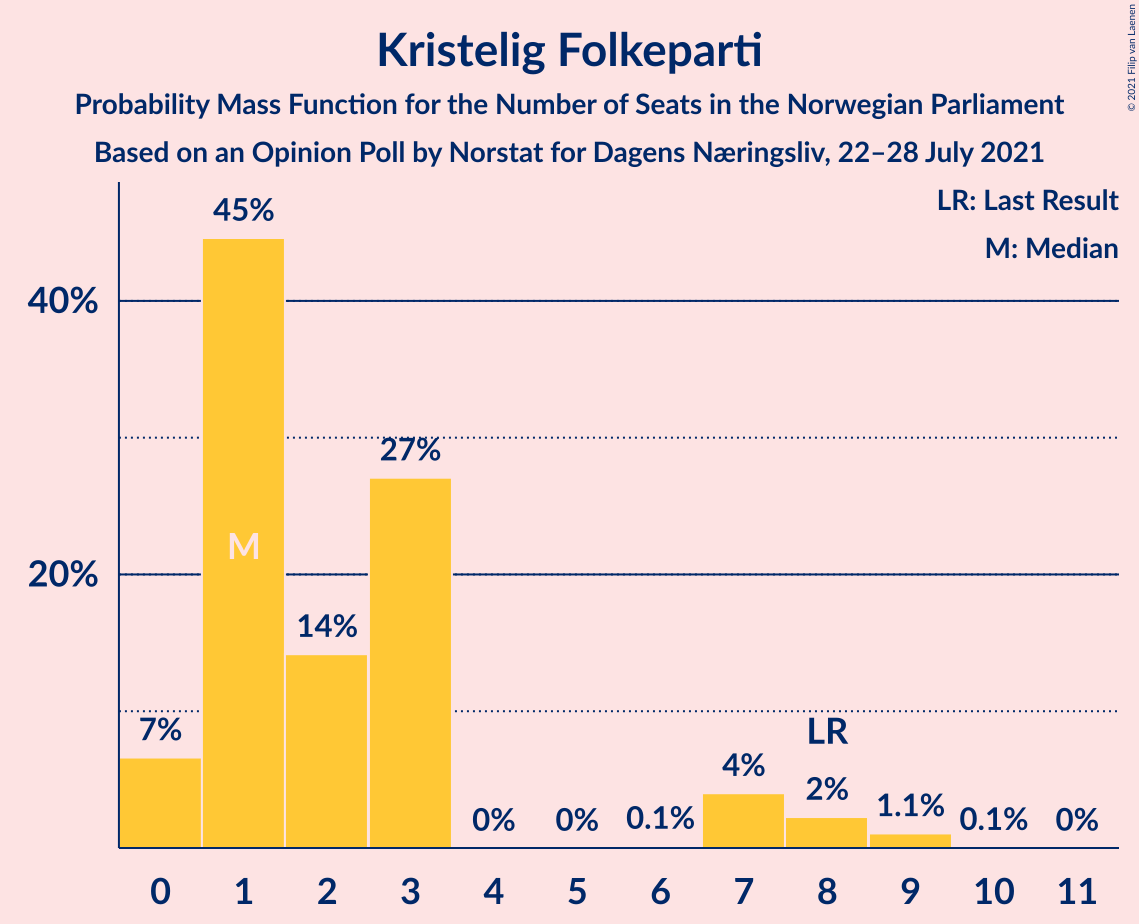 Kristelig Folkeparti
Probability Mass Function for the Number of Seats in the Norwegian Parliament
Based on an Opinion Poll by Norstat for Dagens Næringsliv, 22–28 July 2021
© 2021 Filip van Laenen
LR: Last Result
M: Median
40%
20%
7%
45%
M
14%
27%
0%
0%
0.1%
4%
LR
2%
1.1%
0.1%
0%
0 1 2 3 4 5 6 7 8 9 10 11